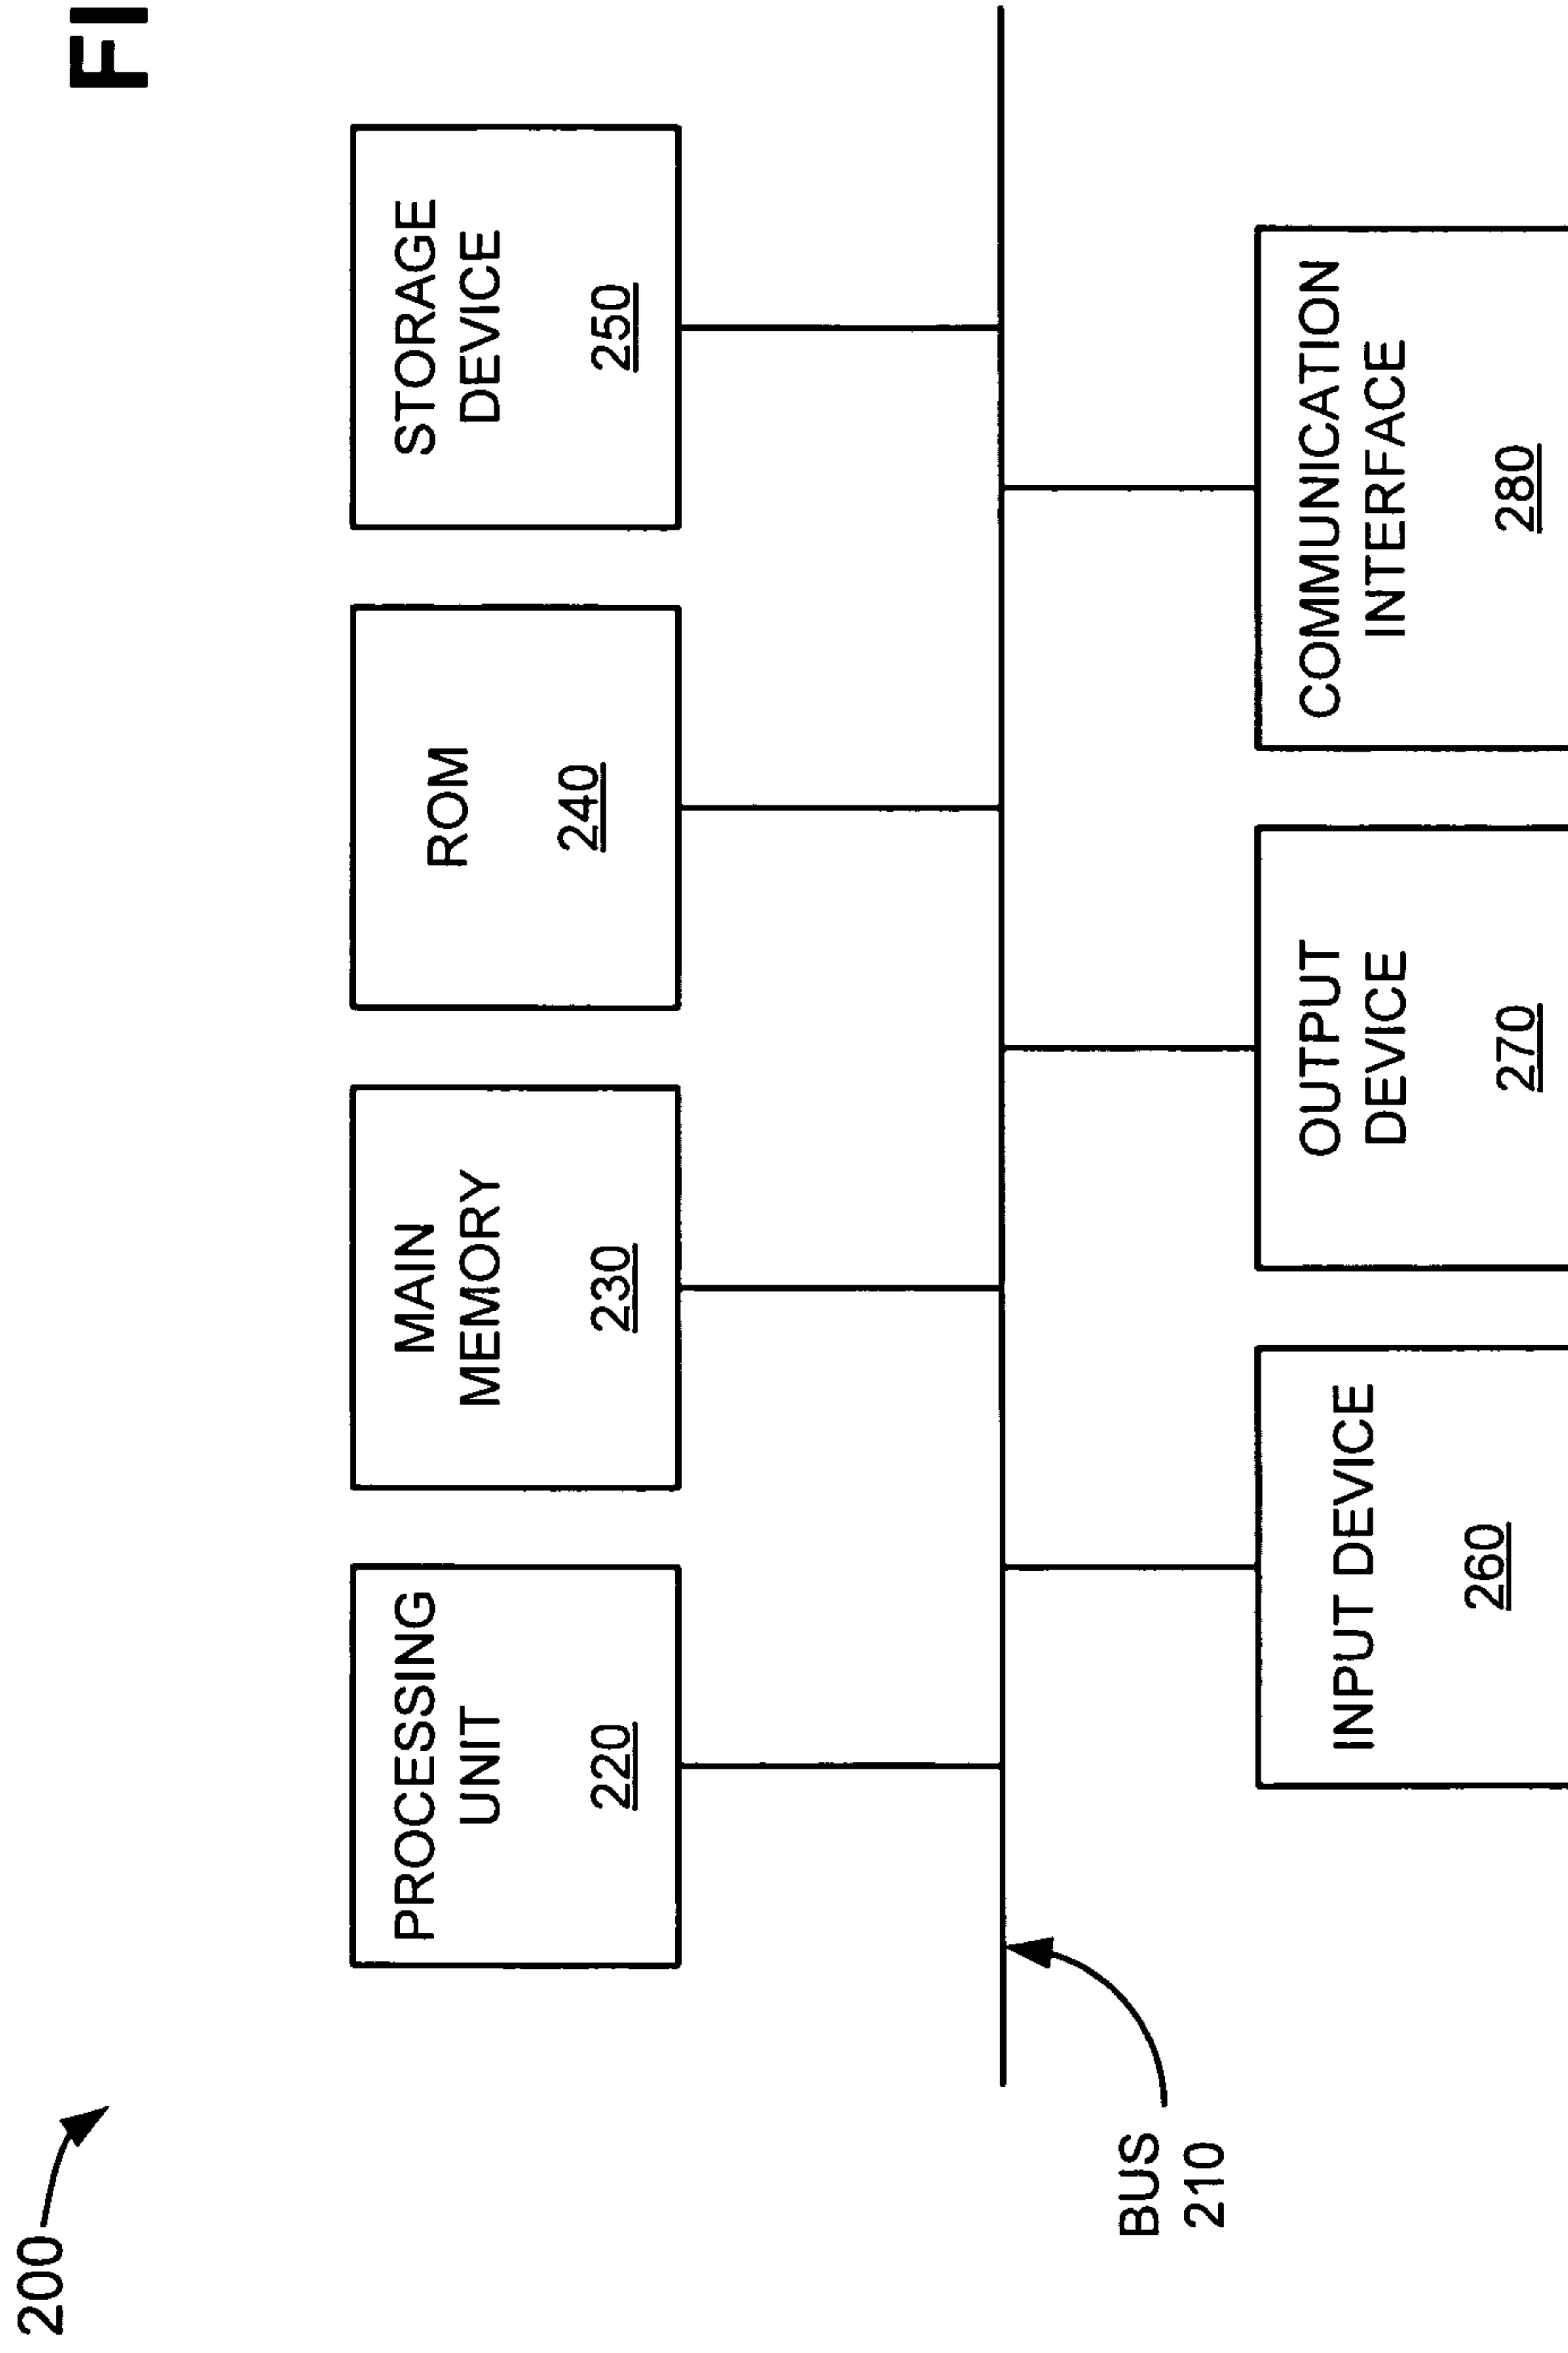 FI
200
PROCESSING
UNIT
220
MAIN
MEMORY
230
ROM
240
STORAGE
DEVICE
250
BUS
210
INPUT DEVICE
260
OUTPUT
DEVICE
270
COMMUNICATION
INTERFACE
280